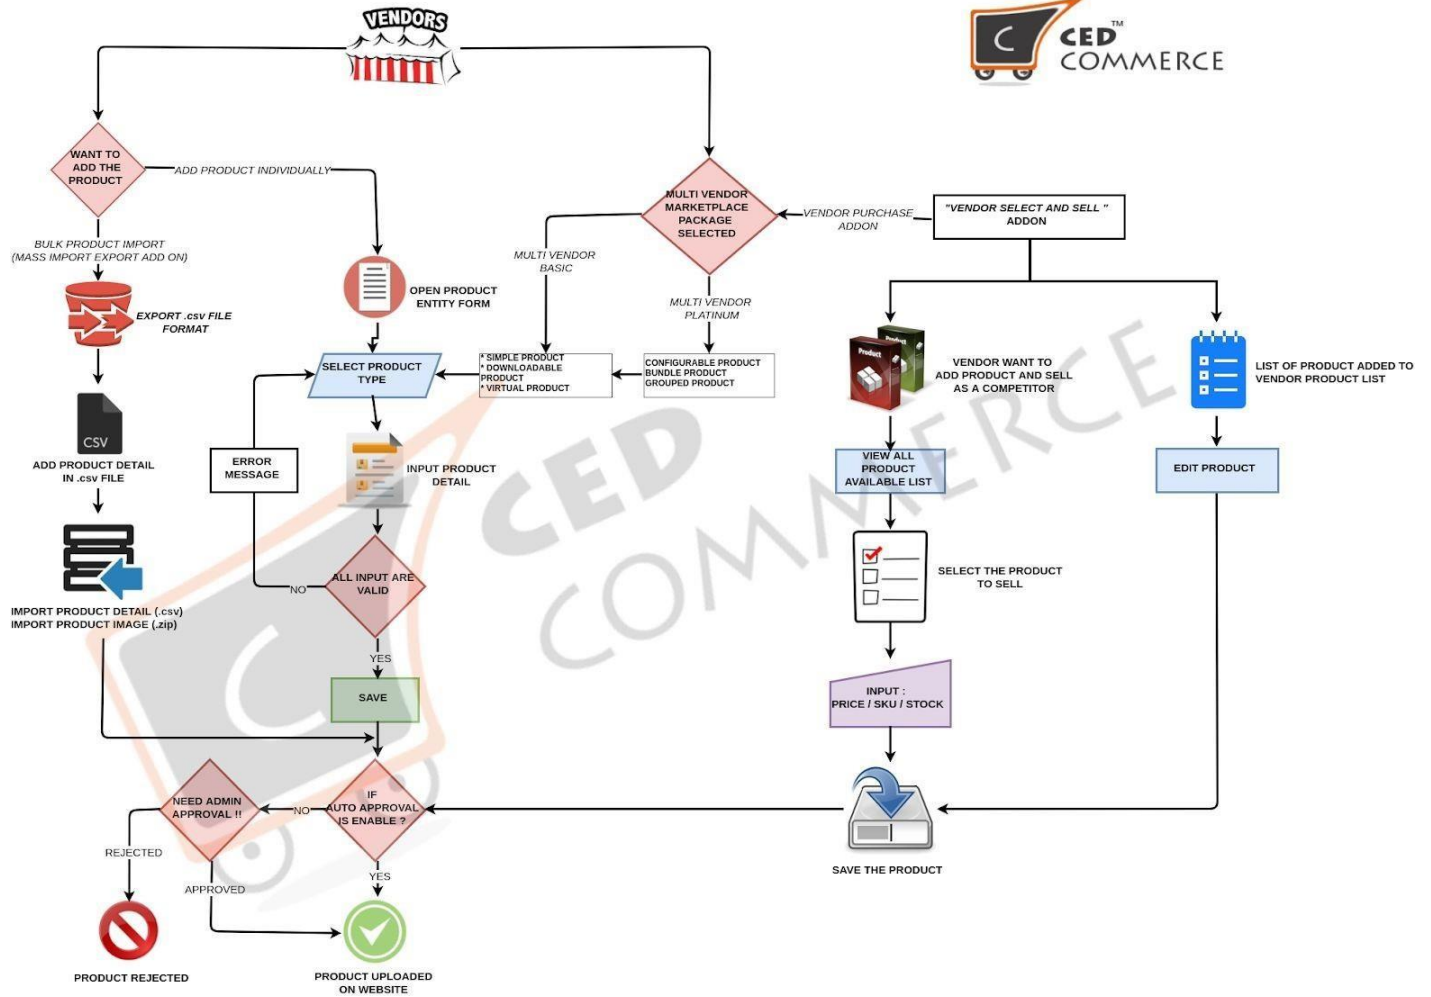 VENDORS
C
CED™
COMMERCE
WANT TO
ADD THE
PRODUCT
ADD PRODUCT INDIVIDUALLY
BULK PRODUCT IMPORT
(MASS IMPORT EXPORT ADD ON)
EXPORT .csv FILE
FORMAT
CSV
ADD PRODUCT DETAIL
IN .csv FILE
IMPORT PRODUCT DETAIL (.csv)
IMPORT PRODUCT IMAGE (.zip)
OPEN PRODUCT
ENTITY FORM
SELECT PRODUCT
TYPE
ERROR
MESSAGE
INPUT PRODUCT
DETAIL
ALL INPUT ARE
VALID
NO
YES
SAVE
IF
AUTO APPROVAL
IS ENABLE ?
NO
NEED ADMIN
APPROVAL !!
REJECTED
APPROVED
YES
PRODUCT REJECTED
PRODUCT UPLOADED
ON WEBSITE
MULTI VENDOR
MARKETPLACE
PACKAGE
SELECTED
MULTI VENDOR
BASIC
MULTI VENDOR
PLATINUM
* SIMPLE PRODUCT
* DOWNLOADABLE
PRODUCT
* VIRTUAL PRODUCT
CONFIGURABLE PRODUCT
BUNDLE PRODUCT
GROUPED PRODUCT
VENDOR PURCHASE
ADDON
"VENDOR SELECT AND SELL "
ADDON
Product
Product
VENDOR WANT TO
ADD PRODUCT AND SELL
AS A COMPETITOR
LIST OF PRODUCT ADDED TO
VENDOR PRODUCT LIST
VIEW ALL
PRODUCT
AVAILABLE LIST
EDIT PRODUCT
SELECT THE PRODUCT
TO SELL
INPUT :
PRICE / SKU / STOCK
SAVE THE PRODUCT
C
CED
COMMERCE